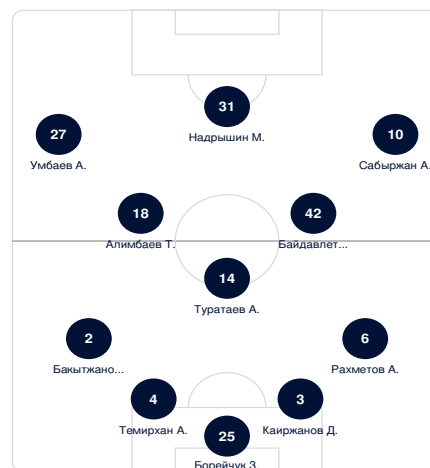 31
Надрышин М.
27
Умбаев А.
10
Сабыржан А.
18
Алимбаев Т.
42
Байдавлет...
14
Туратаев А.
2
Бакытжано...
6
Рахметов А.
4
Темирхан А.
3
Каиржанов Д.
25
Борейчук З